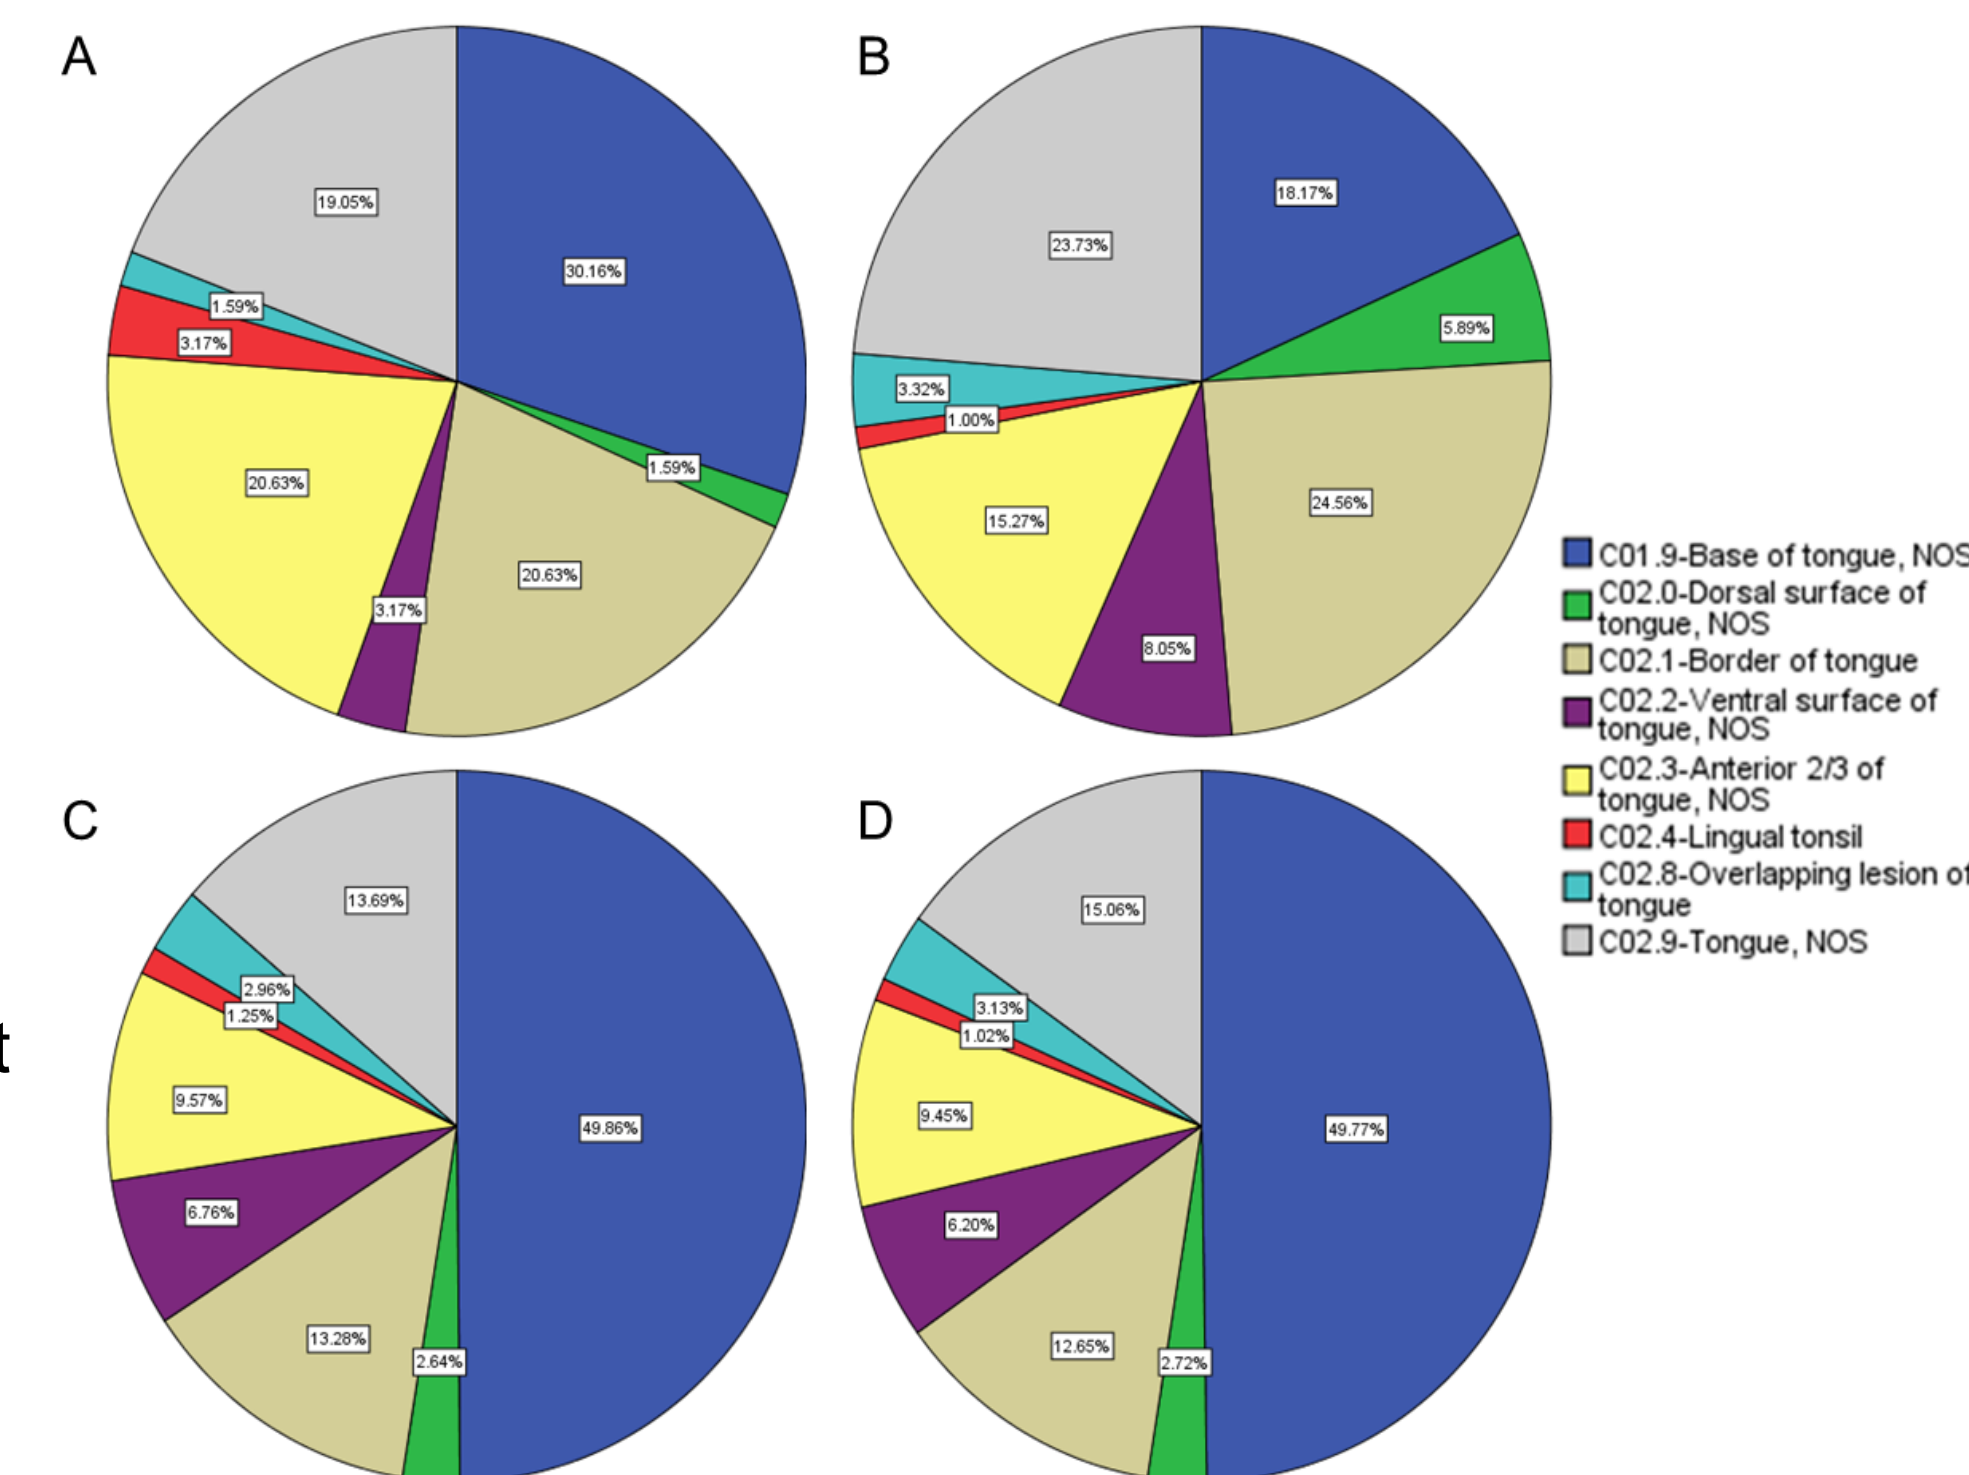 A
19.05%
30.16%
1.59%
3.17%
1.59%
20.63%
20.63%
3.17%
B
23.73%
18.17%
5.89%
3.32%
1.00%
15.27%
24.56%
8.05%
C
13.69%
2.96%
1.25%
9.57%
49.86%
6.76%
13.28%
2.64%
D
15.06%
3.13%
1.02%
9.45%
49.77%
6.20%
12.65%
2.72%
C01.9-Base of tongue, NOS
C02.0-Dorsal surface of
tongue, NOS
C02.1-Border of tongue
C02.2-Ventral surface of
tongue, NOS
C02.3-Anterior 2/3 of
tongue, NOS
C02.4-Lingual tonsil
C02.8-Overlapping lesion of
tongue
C02.9-Tongue, NOS
t